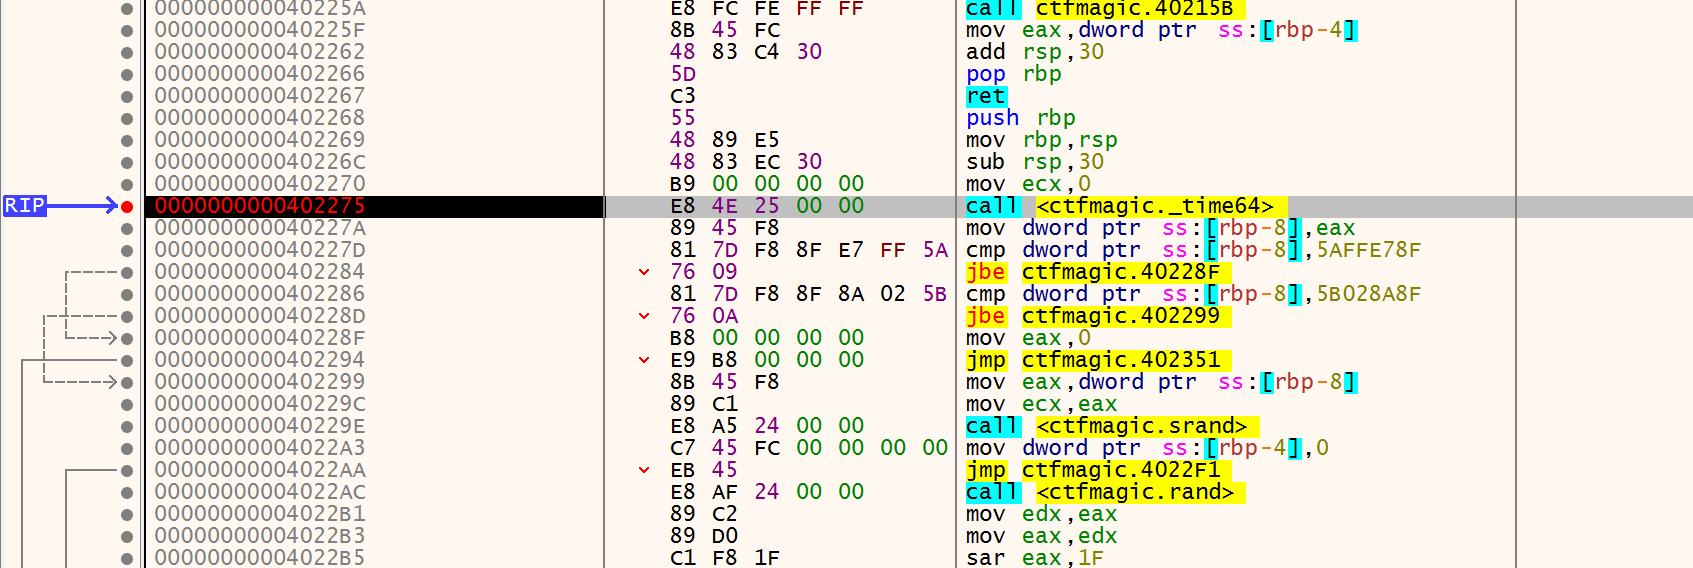 000000000040225A E8 FC FE FF FF call ctfmagic.40215B
000000000040225F 8B 45 FC mov eax,dword ptr ss:[rbp-4]
0000000000402262 48 83 C4 30 add rsp,30
0000000000402266 5D pop rbp
0000000000402267 C3 ret
0000000000402268 55 push rbp
0000000000402269 48 89 E5 mov rbp,rsp
000000000040226C 48 83 EC 30 sub rsp,30
0000000000402270 B9 00 00 00 00 mov ecx,0
RIP 0000000000402275 E8 4E 25 00 00 call <ctfmagic._time64>
000000000040227A 89 45 F8 mov dword ptr ss:[rbp-8],eax
000000000040227D 81 7D F8 8F E7 FF 5A cmp dword ptr ss:[rbp-8],5AFFE78F
0000000000402284 76 09 jbe ctfmagic.40228F
0000000000402286 81 7D F8 8F 8A 02 5B cmp dword ptr ss:[rbp-8],5B028A8F
000000000040228D 76 0A jbe ctfmagic.402299
000000000040228F B8 00 00 00 00 mov eax,0
0000000000402294 E9 B8 00 00 00 jmp ctfmagic.402351
0000000000402299 8B 45 F8 mov eax,dword ptr ss:[rbp-8]
000000000040229C 89 C1 mov ecx,eax
000000000040229E E8 A5 24 00 00 call <ctfmagic.srand>
00000000004022A3 C7 45 FC 00 00 00 00 mov dword ptr ss:[rbp-4],0
00000000004022AA EB 45 jmp ctfmagic.4022F1
00000000004022AC E8 AF 24 00 00 call <ctfmagic.rand>
00000000004022B1 89 C2 mov edx,eax
00000000004022B3 89 D0 mov eax,edx
00000000004022B5 C1 F8 1F sar eax,1F